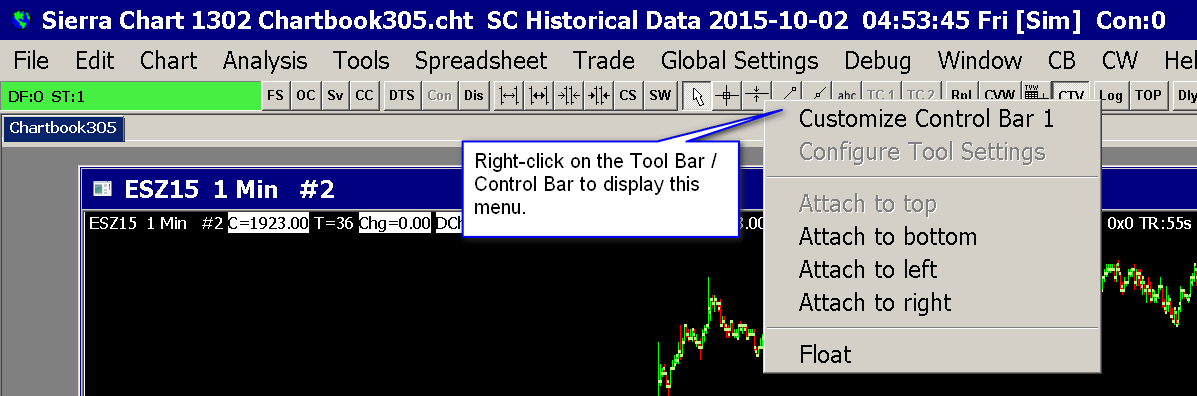 Sierra Chart 1302 Chartbook305.cht SC Historical Data 2015-10-02 04:53:45 Fri [Sim] Con:0
File Edit Chart Analysis Tools Spreadsheet Trade Global Settings Debug Window CB CW Hel
DF:0 ST:1 FS OC Sv CC DTS Con Dis CS SW abc TC 1 TC 2 Rpl CVW CTV Log TOP Dly
Chartbook305
Customize Control Bar 1
Configure Tool Settings
Attach to top
Attach to bottom
Attach to left
Attach to right
Float
Right-click on the Tool Bar /
Control Bar to display this
menu.
ESZ15 1 Min #2
ESZ15 1 Min #2 C=1923.00 T=36 Chg=0.00 DCh 3.00 0x0 TR:55s